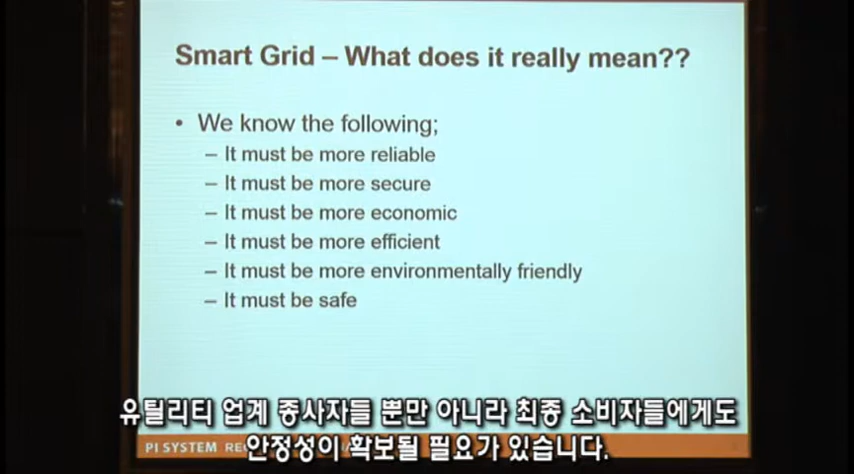 Smart Grid – What does it really mean??
• We know the following;
– It must be more reliable
– It must be more secure
– It must be more economic
– It must be more efficient
– It must be more environmentally friendly
– It must be safe
유틸리티 업계 종사자들 뿐만 아니라 최종 소비자들에게도
PI SYSTEM
안정성이 확보될 필요가 있습니다.